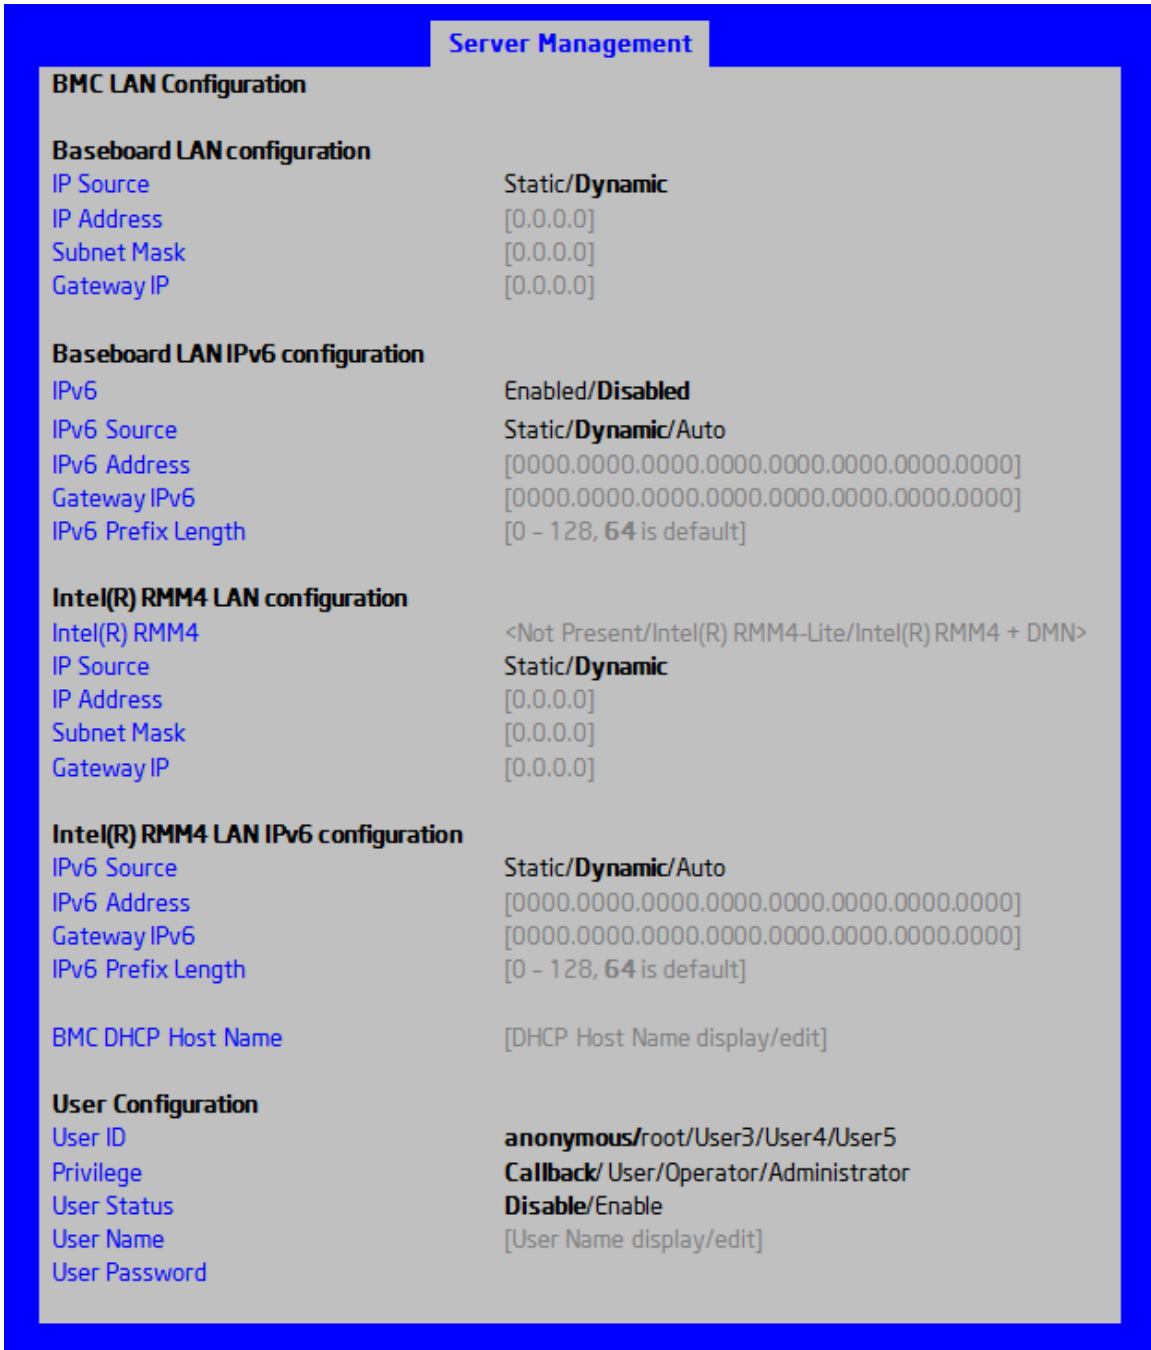 Server Management
BMC LAN Configuration
Baseboard LAN configuration
IP Source Static/Dynamic
IP Address [0.0.0.0]
Subnet Mask [0.0.0.0]
Gateway IP [0.0.0.0]
Baseboard LAN IPv6 configuration
IPv6 Enabled/Disabled
IPv6 Source Static/Dynamic/Auto
IPv6 Address [0000.0000.0000.0000.0000.0000.0000.0000]
Gateway IPv6 [0000.0000.0000.0000.0000.0000.0000.0000]
IPv6 Prefix Length [0 – 128, 64 is default]
Intel(R) RMM4 LAN configuration
Intel(R) RMM4 <Not Present/Intel(R) RMM4-Lite/Intel(R) RMM4 + DMN>
IP Source Static/Dynamic
IP Address [0.0.0.0]
Subnet Mask [0.0.0.0]
Gateway IP [0.0.0.0]
Intel(R) RMM4 LAN IPv6 configuration
IPv6 Source Static/Dynamic/Auto
IPv6 Address [0000.0000.0000.0000.0000.0000.0000.0000]
Gateway IPv6 [0000.0000.0000.0000.0000.0000.0000.0000]
IPv6 Prefix Length [0 – 128, 64 is default]
BMC DHCP Host Name [DHCP Host Name display/edit]
User Configuration
User ID anonymous/root/User3/User4/User5
Privilege Callback/ User/Operator/Administrator
User Status Disable/Enable
User Name [User Name display/edit]
User Password